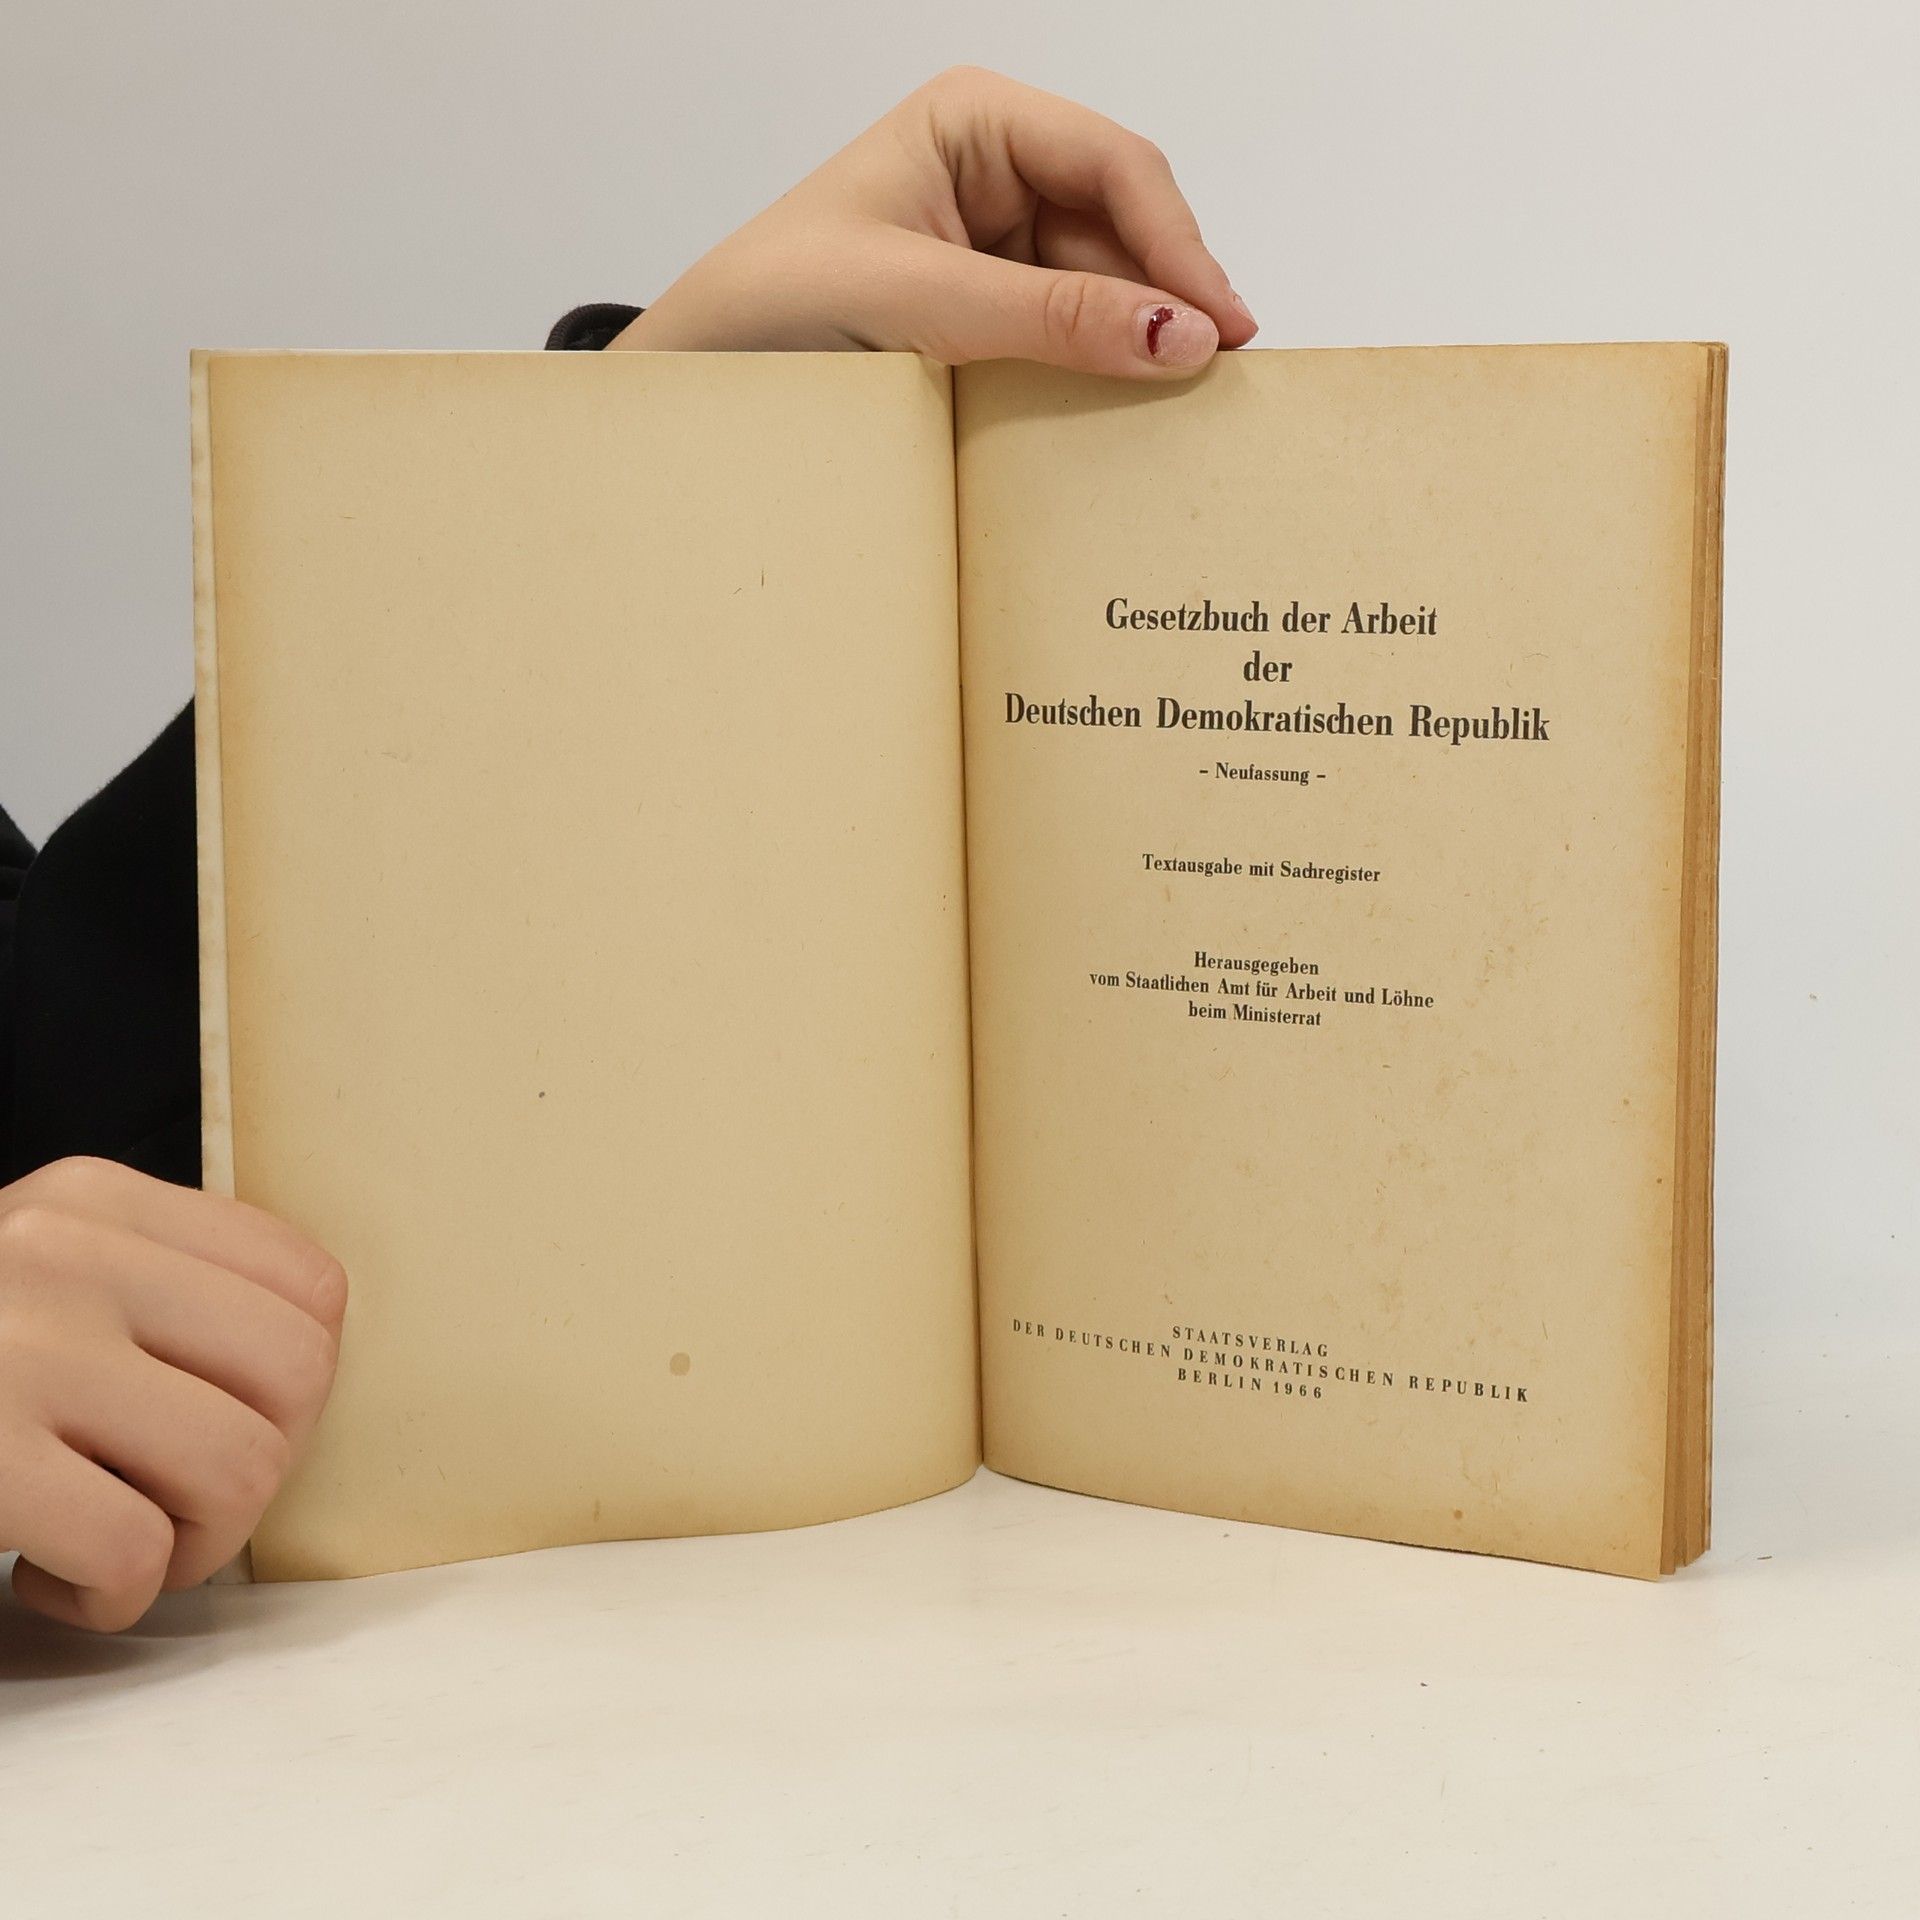 Gesetzbuch der Arbeit
der
Deutschen Demokratischen Republik
– Neufassung –
Textausgabe mit Sachregister
Herausgegeben
vom Staatlichen Amt für Arbeit und Löhne
beim Ministerrat
STAATSVERLAG
DER DEUTSCHEN DEMOKRATISCHEN REPUBLIK
BERLIN 1966